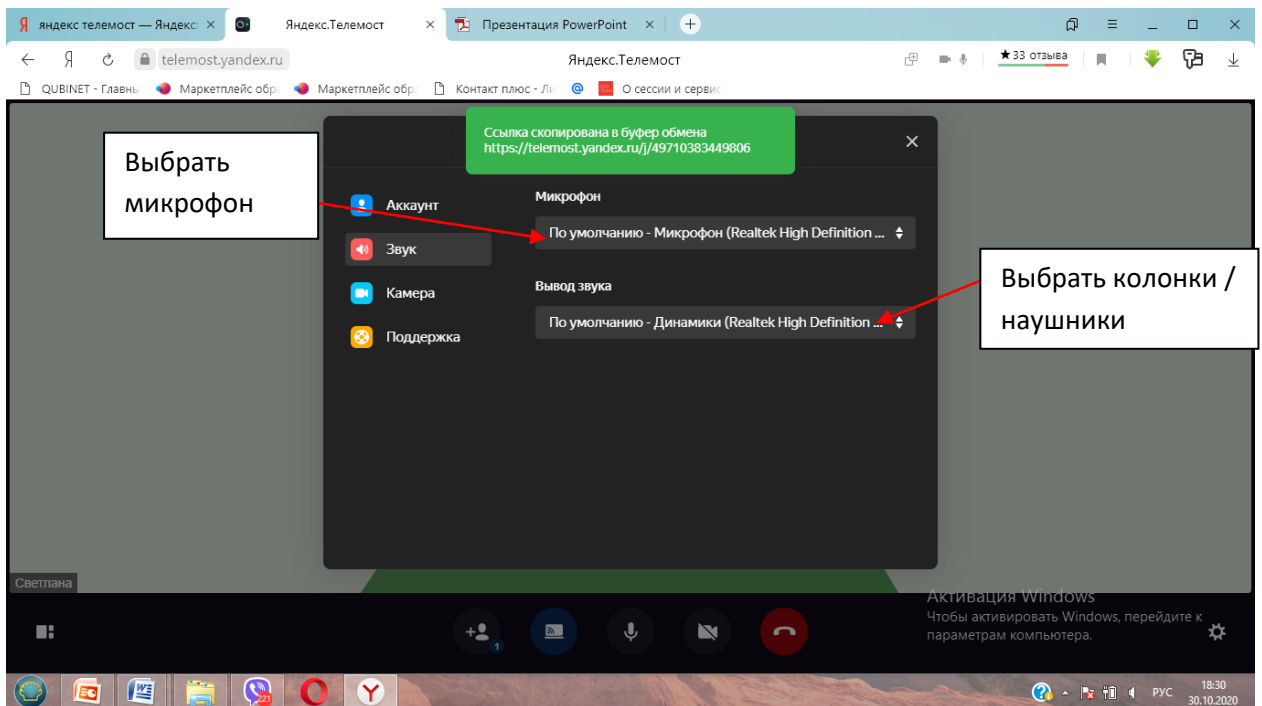 яндекс телемост — Яндекс:
Яндекс.Телемост
Презентация PowerPoint
telemost.yandex.ru
Яндекс.Телемост
★33 отзыва
QUBINET - Главны
Маркетплейс обр
Маркетплейс обр
Контакт плюс - Ли
О сессии и сервис
Ссылка скопирована в буфер обмена
https://telemost.yandex.ru/j/49710383449806
Выбрать
микрофон
Аккаунт
Звук
Камера
Поддержка
Микрофон
По умолчанию - Микрофон (Realtek High Definition ...
Вывод звука
По умолчанию - Динамики (Realtek High Definition ...
Выбрать колонки /
наушники
Светлана
1
Активация Windows
Чтобы активировать Windows, перейдите к
параметрам компьютера.
221
РУС
18:30
30.10.2020